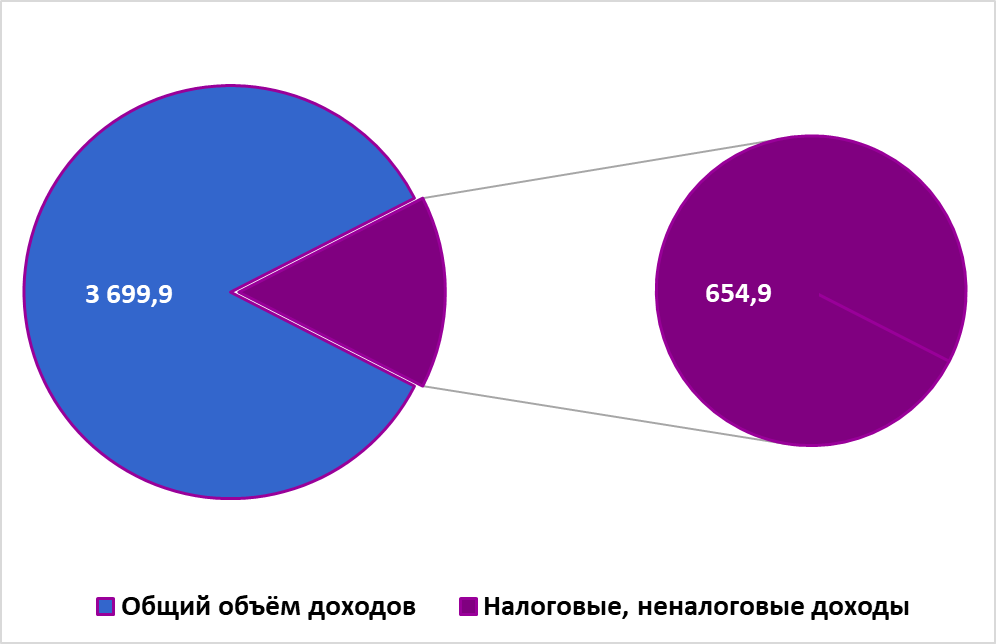 3 699,9
654,9
Общий объём доходов
Налоговые, неналоговые доходы